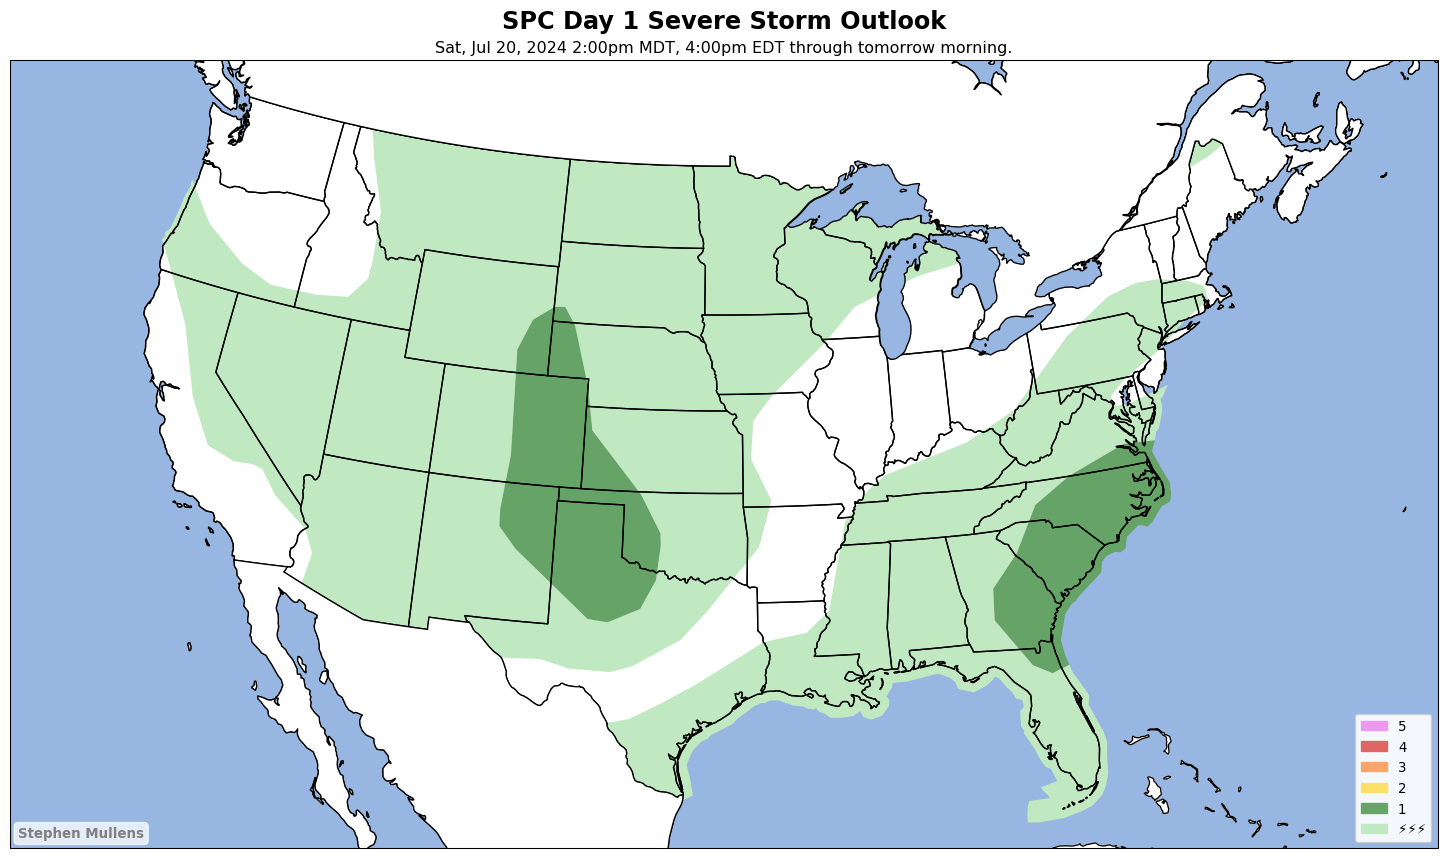 SPC Day 1 Severe Storm Outlook
Sat, Jul 20, 2024 2:00pm MDT, 4:00pm EDT through tomorrow morning.
5
4
3
2
1
⚡⚡⚡
Stephen Mullens